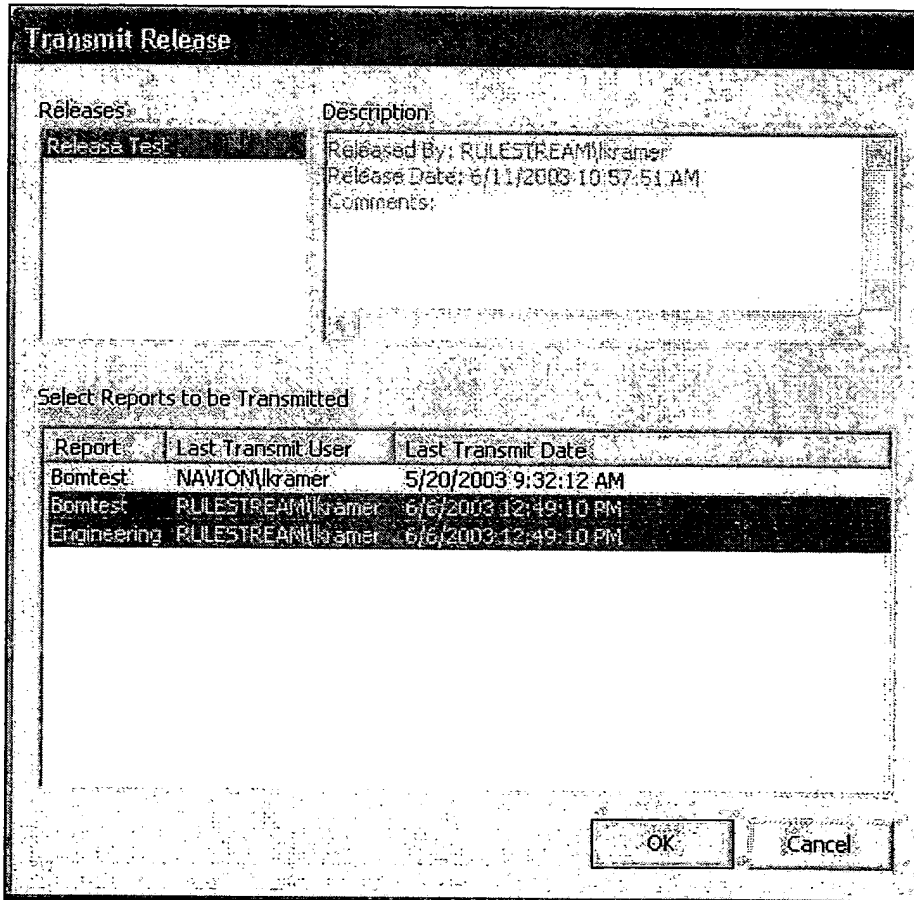 Transmit Release
Releases:
Description
Release Test
Released By: RULESTREAM\lkramer
Release Date: 6/11/2003 10:57:51 AM
Comments:
Select Reports to be Transmitted
Report Last Transmit User Last Transmit Date
Bomtest NAVION\lkramer 5/20/2003 9:32:12 AM
Bomtest RULESTREAM\lkramer 6/6/2003 12:49:10 PM
Engineering RULESTREAM\lkramer 6/6/2003 12:49:10 PM
OK Cancel